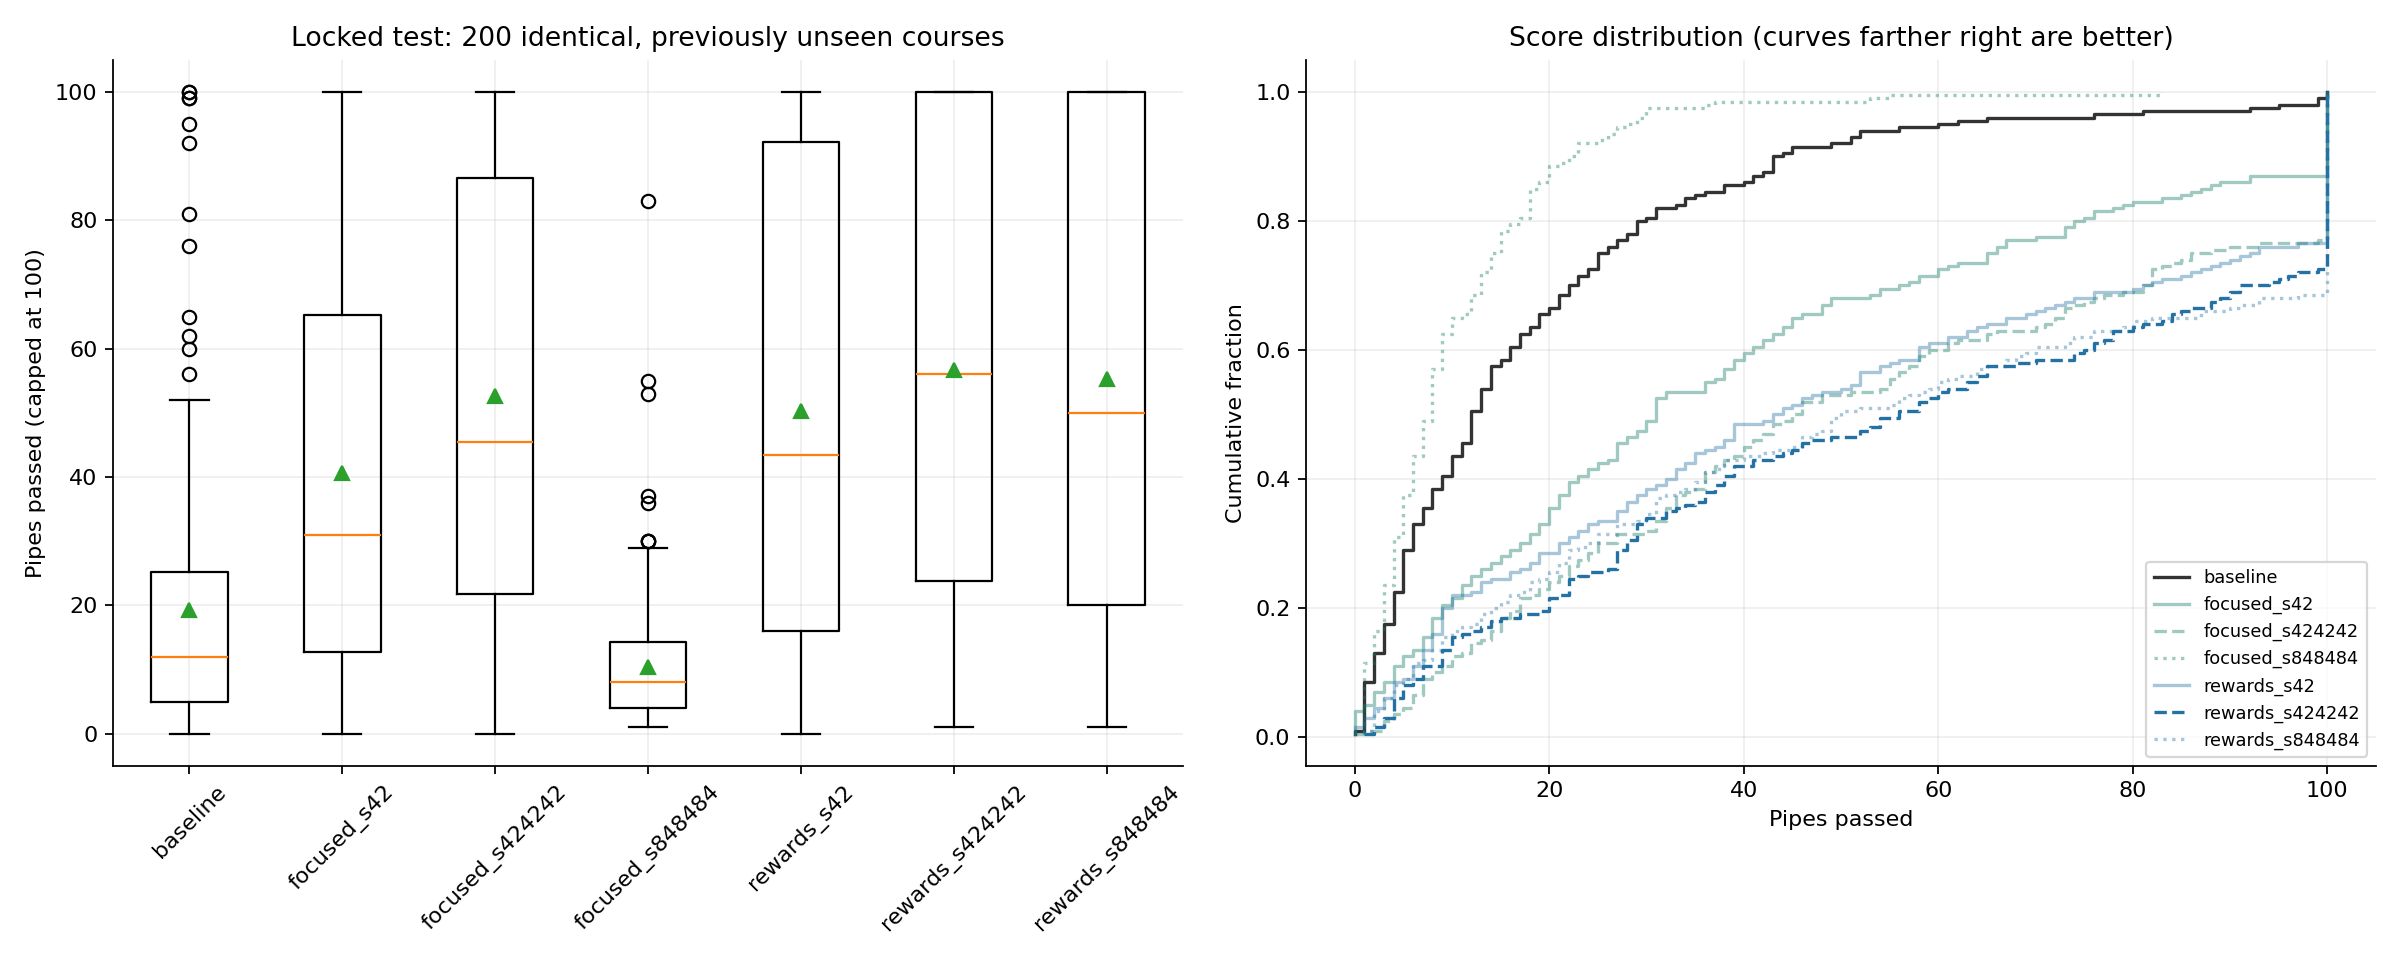 Locked test: 200 identical, previously unseen courses
Pipes passed (capped at 100)
100
80
60
40
20
0
baseline
focused_s42
focused_s424242
focused_s848484
rewards_s42
rewards_s424242
rewards_s848484
Score distribution (curves farther right are better)
Cumulative fraction
1.0
0.8
0.6
0.4
0.2
0.0
0
20
40
60
80
100
Pipes passed
baseline
focused_s42
focused_s424242
focused_s848484
rewards_s42
rewards_s424242
rewards_s848484